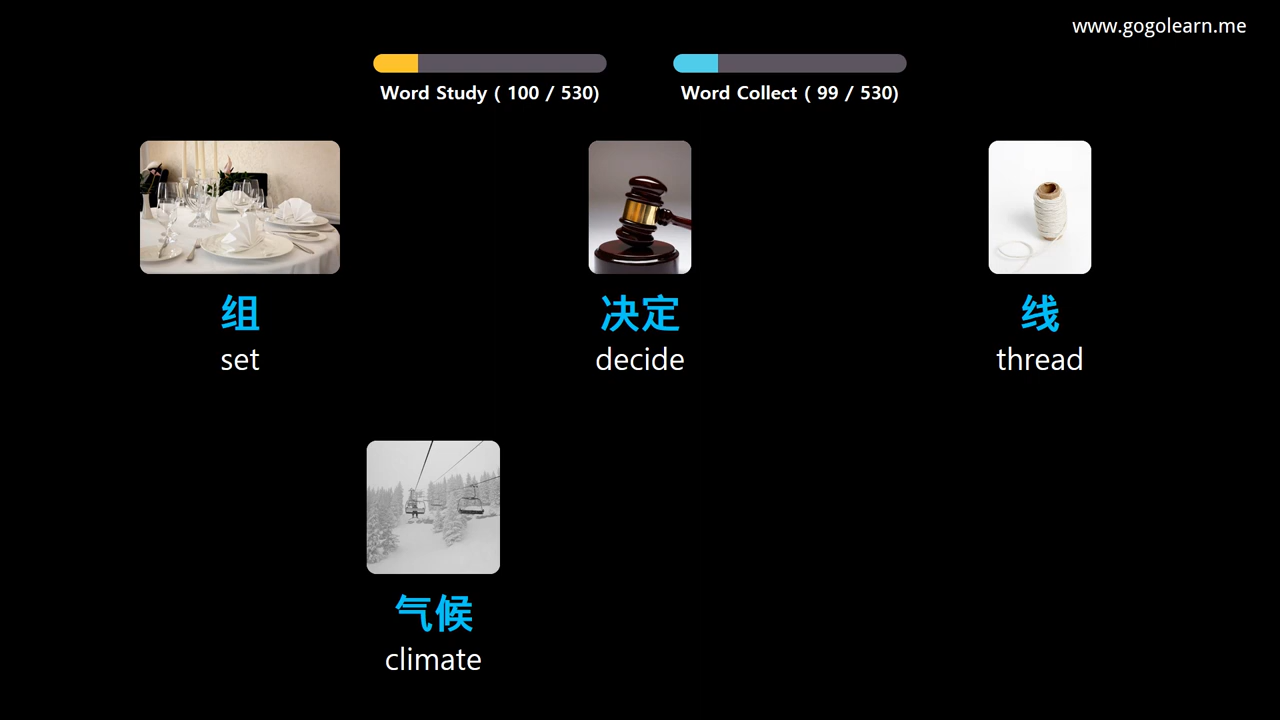 www.gogolearn.me
Word Study ( 100 / 530)
Word Collect ( 99 / 530)
组
set
决定
decide
线
thread
气候
climate